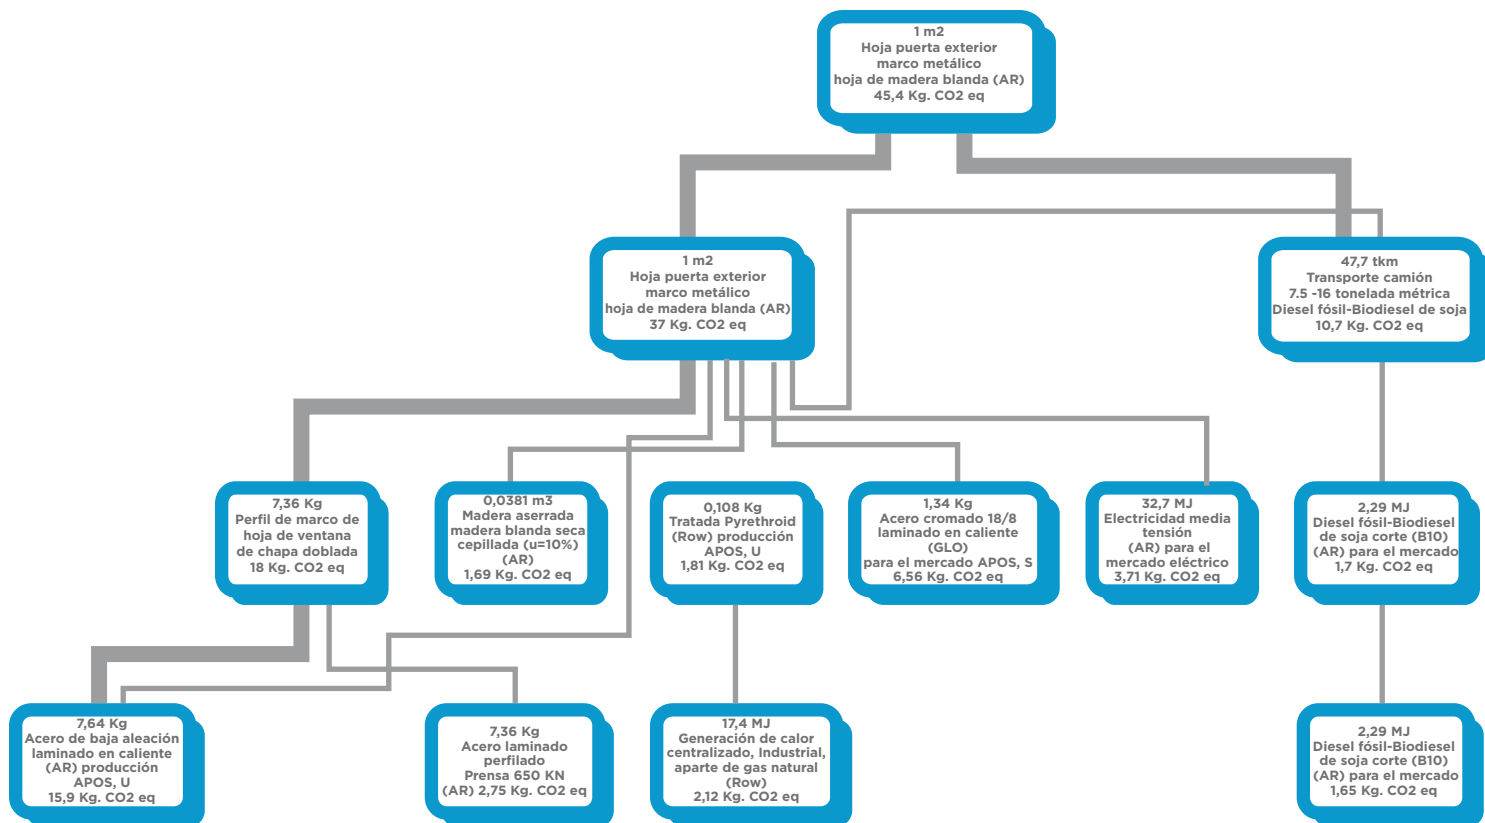 1 m2
Hoja puerta exterior
marco metálico
hoja de madera blanda (AR)
45,4 Kg. CO2 eq
1 m2
Hoja puerta exterior
marco metálico
hoja de madera blanda (AR)
37 Kg. CO2 eq
47,7 tkm
Transporte camión
7.5 -16 tonelada métrica
Diesel fósil-Biodiesel de soja
10,7 Kg. CO2 eq
7,36 Kg
Perfil de marco de
hoja de ventana
de chapa doblada
18 Kg. CO2 eq
0,0381 m3
Madera aserrada
madera blanda seca
cepillada (u=10%)
(AR)
1,69 Kg. CO2 eq
0,108 Kg
Tratada Pyrethroid
(Row) producción
APOS, U
1,81 Kg. CO2 eq
1,34 Kg
Acero cromado 18/8
laminado en caliente
(GLO)
para el mercado APOS, S
6,56 Kg. CO2 eq
32,7 MJ
Electricidad media
tensión
(AR) para el
mercado eléctrico
3,71 Kg. CO2 eq
2,29 MJ
Diesel fósil-Biodiesel
de soja corte (B10)
(AR) para el mercado
1,7 Kg. CO2 eq
7,64 Kg
Acero de baja aleación
laminado en caliente
(AR) producción
APOS, U
15,9 Kg. CO2 eq
7,36 Kg
Acero laminado
perfilado
Prensa 650 KN
(AR) 2,75 Kg. CO2 eq
17,4 MJ
Generación de calor
centralizado, Industrial,
aparte de gas natural
(Row)
2,12 Kg. CO2 eq
2,29 MJ
Diesel fósil-Biodiesel
de soja corte (B10)
(AR) para el mercado
1,65 Kg. CO2 eq